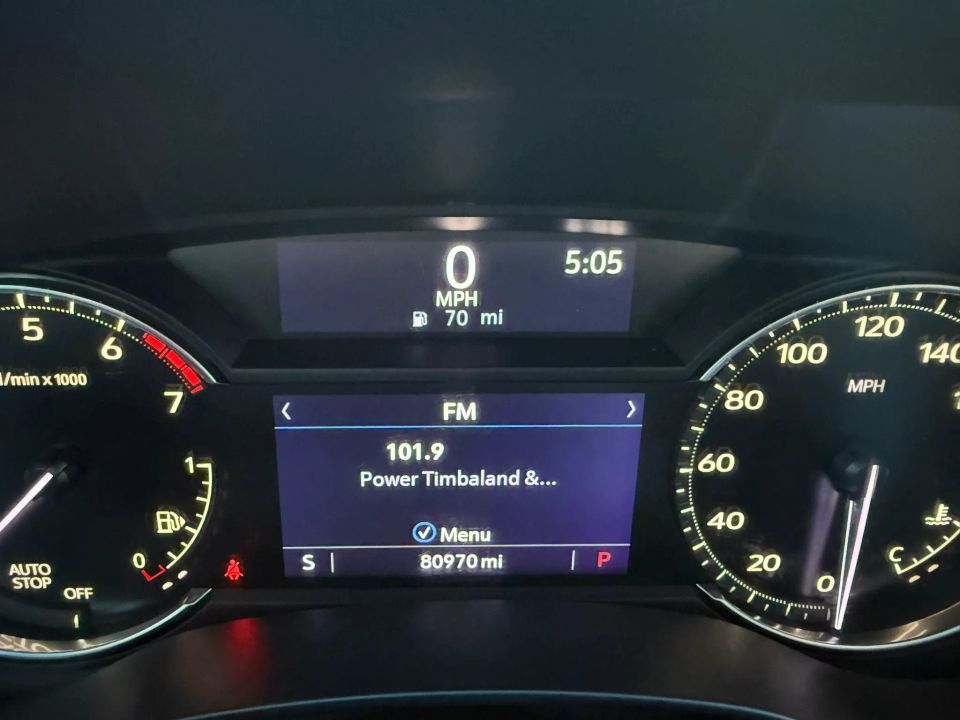 0
5:05
MPH
70 mi
5
6
7
/min x 1000
1
0
AUTO
STOP
OFF
< FM >
101.9
Power Timbaland &...
Menu
S | 80970 mi | P
0
20
40
60
80
100
120
140
MPH
C